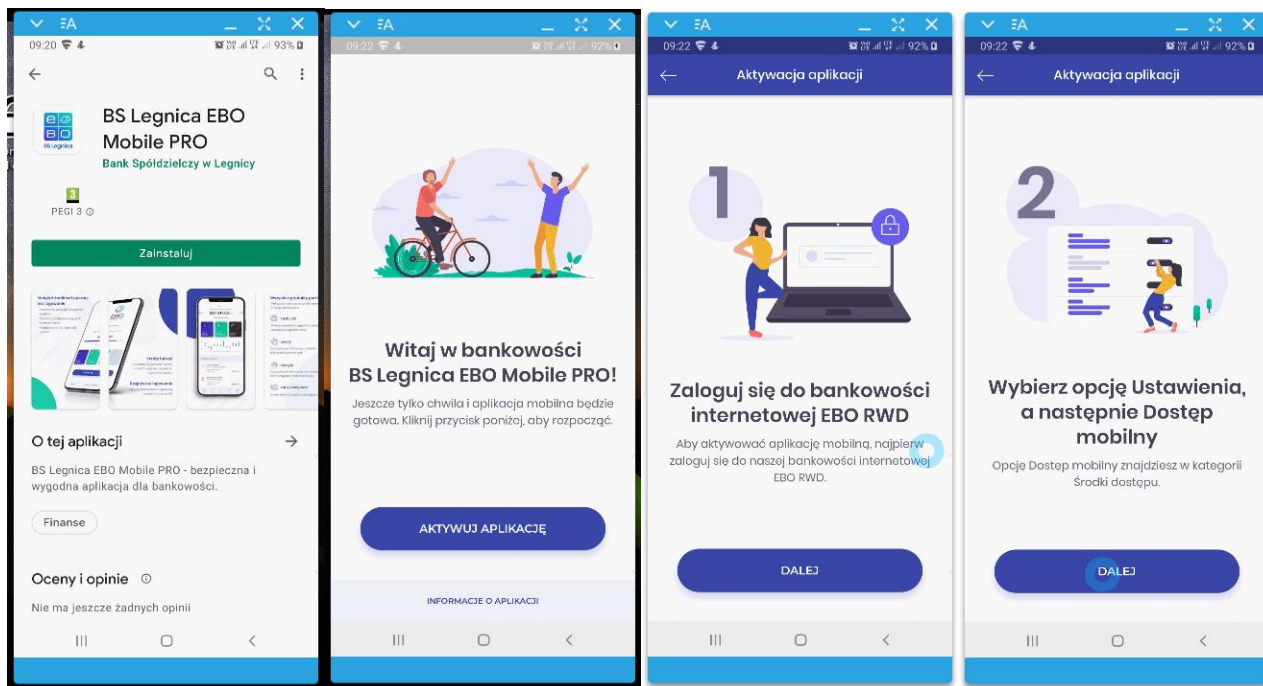 09:20
93%
BS Legnica EBO
Mobile PRO
Bank Spółdzielczy w Legnicy
3
PEGI 3
Zainstaluj
O tej aplikacji
BS Legnica EBO Mobile PRO - bezpieczna i
wygodna aplikacja dla bankowości.
Finanse
Oceny i opinie
Nie ma jeszcze żadnych opinii
09:22
92%
Witaj w bankowości
BS Legnica EBO Mobile PRO!
Jeszcze tylko chwila i aplikacja mobilna będzie
gotowa. Kliknij przycisk poniżej, aby rozpocząć.
AKTYWUJ APLIKACJĘ
INFORMACJE O APLIKACJI
09:22
92%
Aktywacja aplikacji
1
Zaloguj się do bankowości
internetowej EBO RWD
Aby aktywować aplikację mobilną, najpierw
zaloguj się do naszej bankowości internetowej
EBO RWD.
DALEJ
09:22
92%
Aktywacja aplikacji
2
Wybierz opcję Ustawienia,
a następnie Dostęp
mobilny
Opcję Dostęp mobilny znajdziesz w kategorii
Środki dostępu.
DALEJ